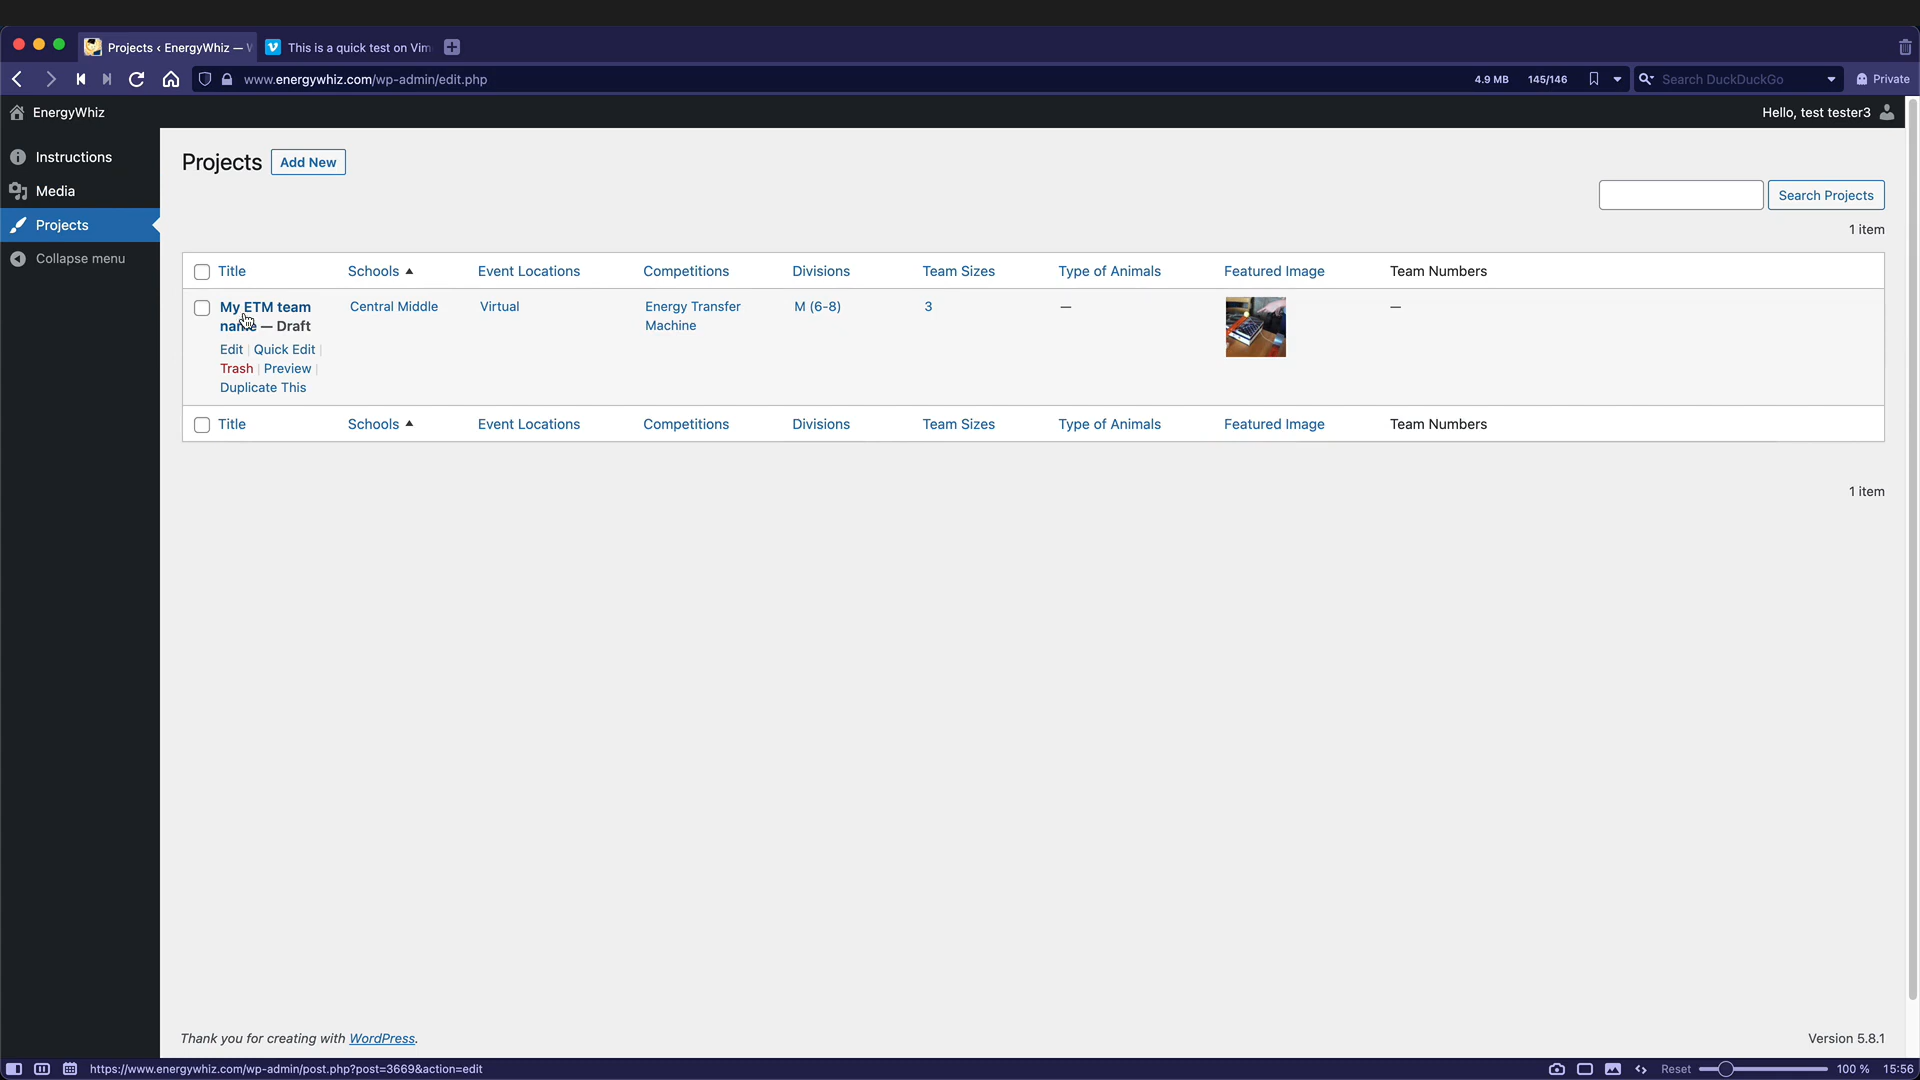 Projects ‹ EnergyWhiz — W
This is a quick test on Vim
www.energywhiz.com/wp-admin/edit.php
4.9 MB
145/146
Search DuckDuckGo
Private
EnergyWhiz
Hello, test tester3
Instructions
Media
Projects
Collapse menu
Projects
Add New
Search Projects
1 item
Title Schools Event Locations Competitions Divisions Team Sizes Type of Animals Featured Image Team Numbers
My ETM team Central Middle Virtual Energy Transfer M (6-8) 3 — —
name — Draft Machine
Edit | Quick Edit |
Trash | Preview |
Duplicate This
Title Schools Event Locations Competitions Divisions Team Sizes Type of Animals Featured Image Team Numbers
1 item
Thank you for creating with WordPress.
Version 5.8.1
https://www.energywhiz.com/wp-admin/post.php?post=3669&action=edit
Reset
100 %
15:56